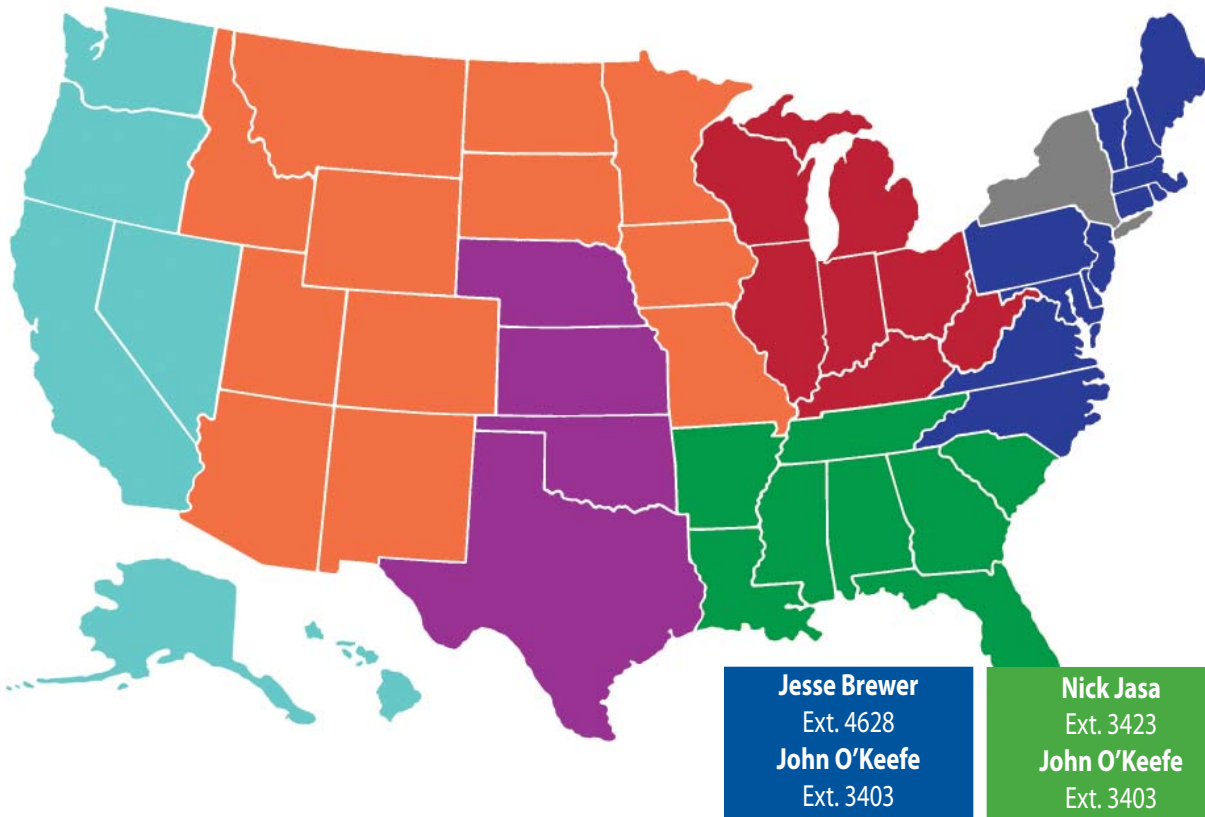 Jesse Brewer
Ext. 4628
John O’Keefe
Ext. 3403
Nick Jasa
Ext. 3423
John O’Keefe
Ext. 3403